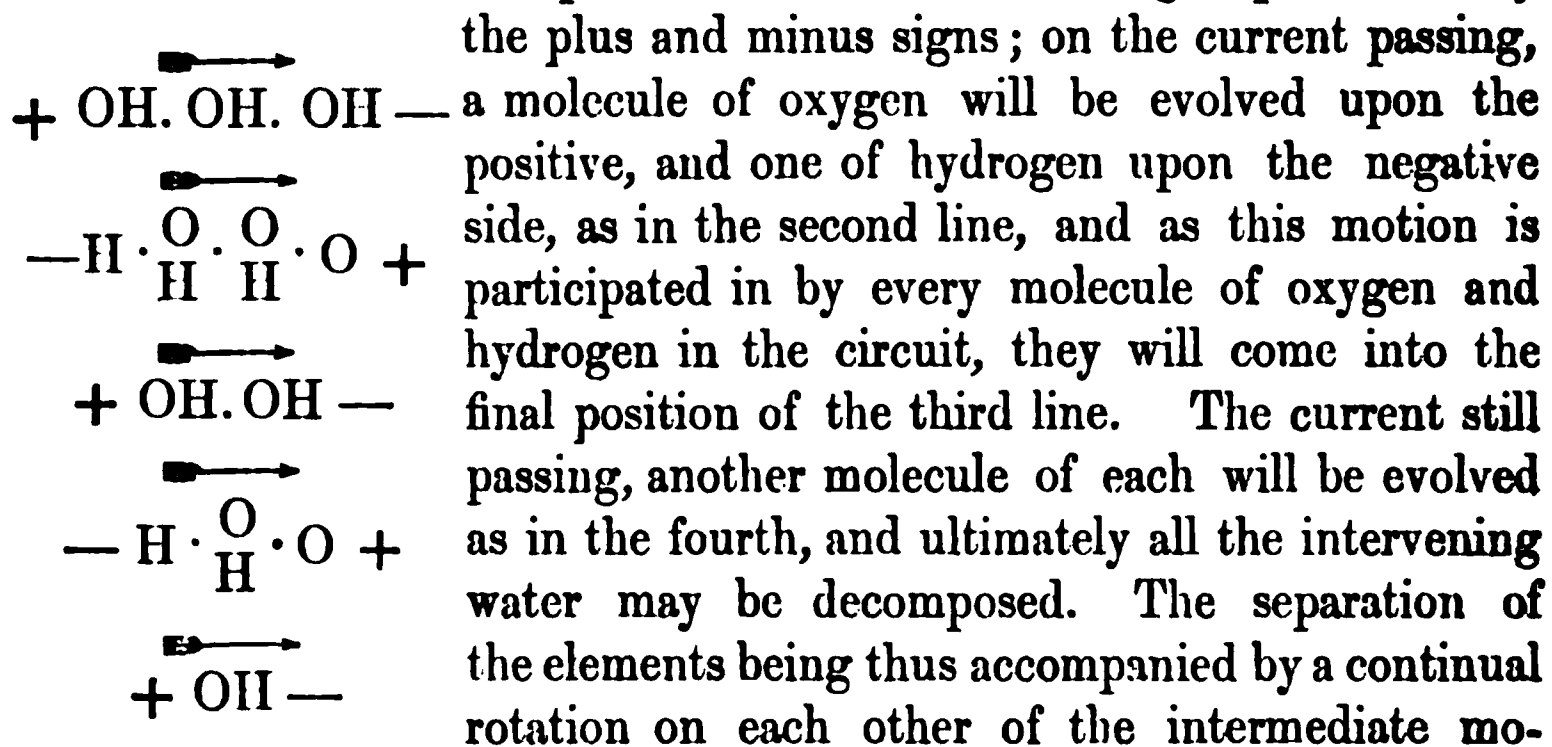 the plus and minus signs; on the current passing,
a molecule of oxygen will be evolved upon the
positive, and one of hydrogen upon the negative
side, as in the second line, and as this motion is
participated in by every molecule of oxygen and
hydrogen in the circuit, they will come into the
final position of the third line. The current still
passing, another molecule of each will be evolved
as in the fourth, and ultimately all the intervening
water may be decomposed. The separation of
the elements being thus accompanied by a continual
rotation on each other of the intermediate mo-
+ OH. OH. OH —
O O
—H · · · O +
H H
+ OH. OH —
O
— H · · O +
H
+ OH —